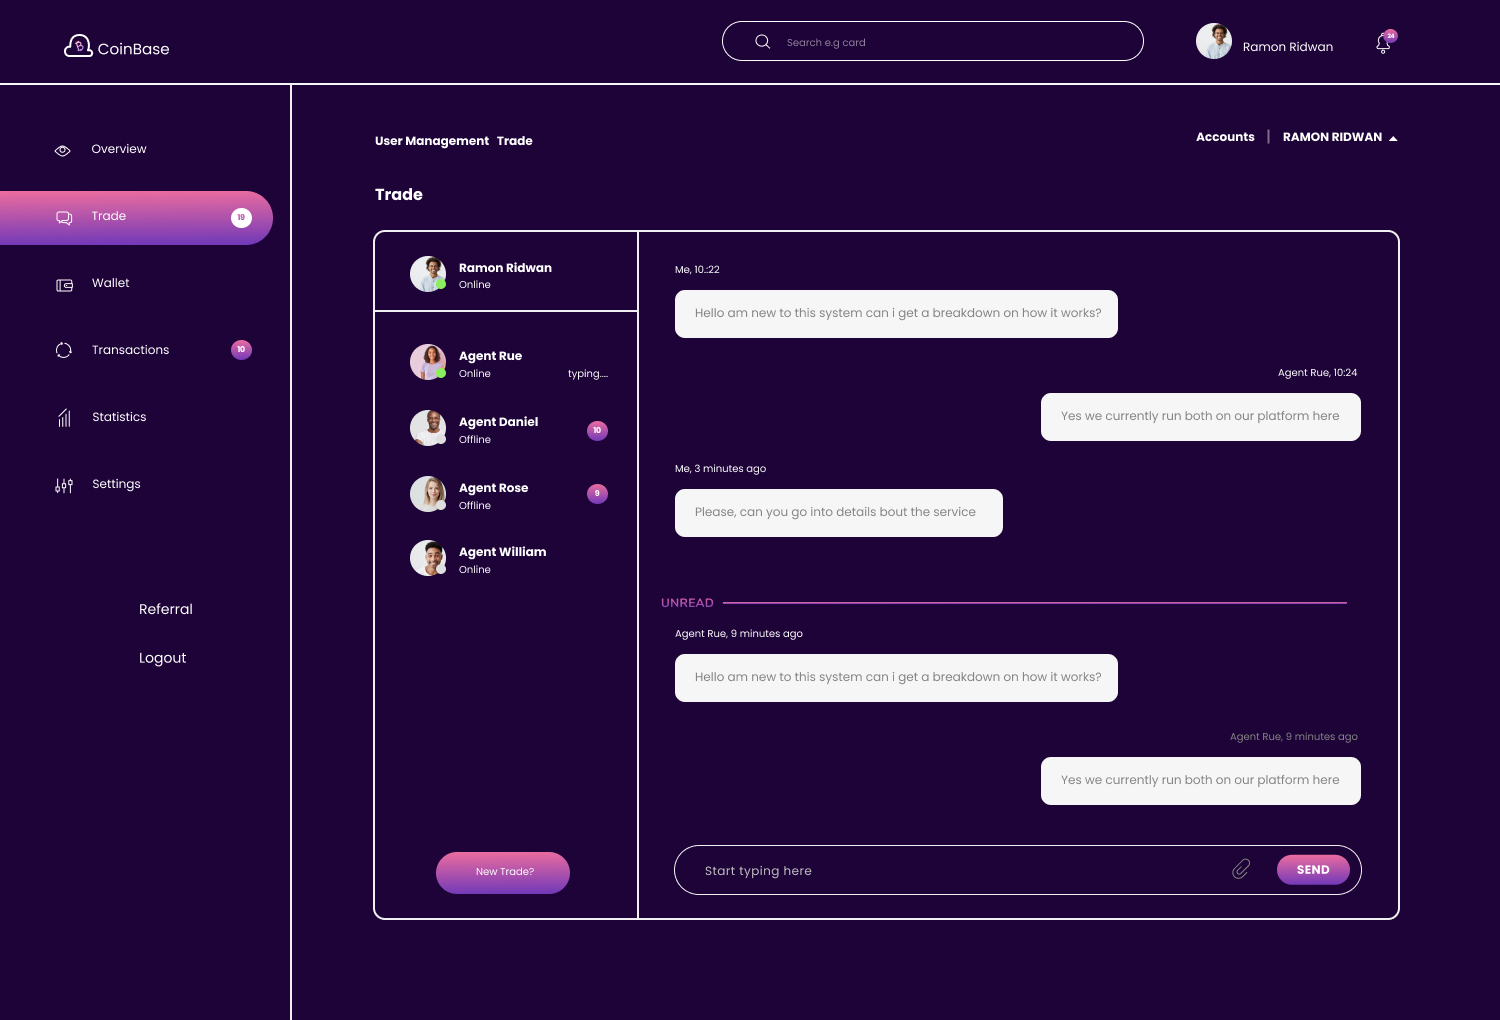 CoinBase
Search e.g card
Ramon Ridwan
24
Overview
Trade
19
Wallet
Transactions
10
Statistics
Settings
Referral
Logout
User Management Trade
Accounts | RAMON RIDWAN
Trade
Ramon Ridwan
Online
Agent Rue
Online typing....
Agent Daniel
Offline
10
Agent Rose
Offline
9
Agent William
Online
New Trade?
Me, 10.:22
Hello am new to this system can i get a breakdown on how it works?
Agent Rue, 10:24
Yes we currently run both on our platform here
Me, 3 minutes ago
Please, can you go into details bout the service
UNREAD
Agent Rue, 9 minutes ago
Hello am new to this system can i get a breakdown on how it works?
Agent Rue, 9 minutes ago
Yes we currently run both on our platform here
Start typing here
SEND